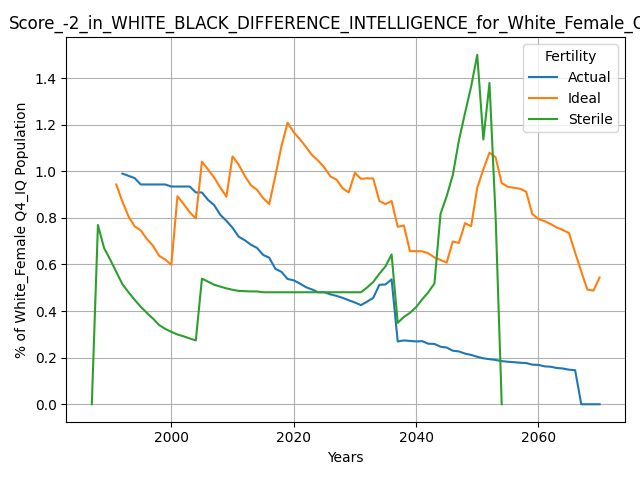 Score_-2_in_WHITE_BLACK_DIFFERENCE_INTELLIGENCE_for_White_Female_
Fertility
Actual
Ideal
Sterile
% of White_Female Q4_IQ Population
1.4
1.2
1.0
0.8
0.6
0.4
0.2
0.0
2000
2020
2040
2060
Years